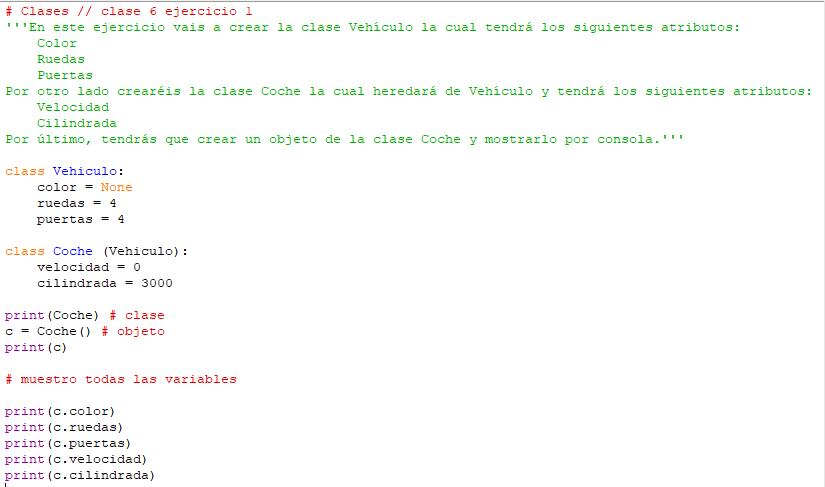 # Clases // clase 6 ejercicio 1
'''En este ejercicio vais a crear la clase Vehículo la cual tendrá los siguientes atributos:
    Color
    Ruedas
    Puertas
Por otro lado crearéis la clase Coche la cual heredará de Vehículo y tendrá los siguientes atributos:
    Velocidad
    Cilindrada
Por último, tendrás que crear un objeto de la clase Coche y mostrarlo por consola.'''

class Vehiculo:
    color = None
    ruedas = 4
    puertas = 4

class Coche (Vehiculo):
    velocidad = 0
    cilindrada = 3000

print(Coche) # clase
c = Coche() # objeto
print(c)

# muestro todas las variables

print(c.color)
print(c.ruedas)
print(c.puertas)
print(c.velocidad)
print(c.cilindrada)